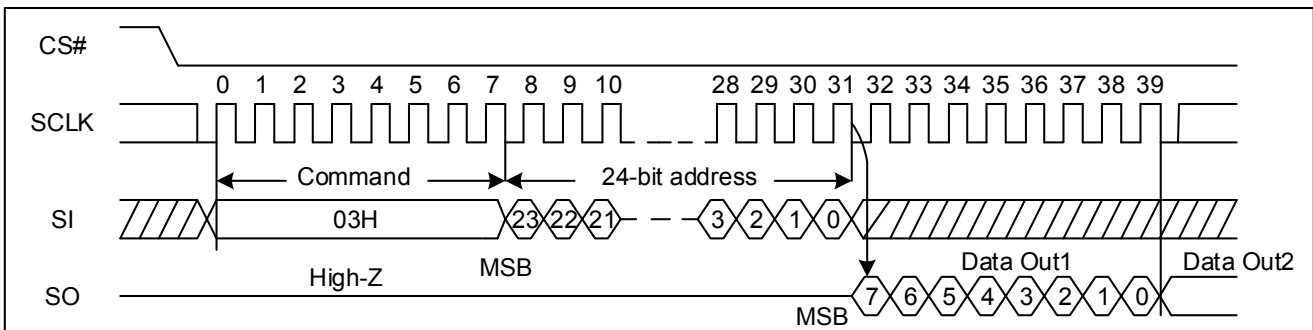 CS#
0 1 2 3 4 5 6 7 8 9 10 28 29 30 31 32 33 34 35 36 37 38 39
SCLK
Command 24-bit address
SI 03H 23 22 21 3 2 1 0
High-Z MSB Data Out1 Data Out2
SO 7 6 5 4 3 2 1 0
MSB